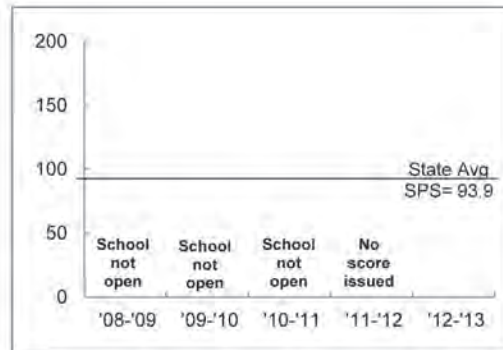 200
150
100
State Avg
SPS= 93.9
50
School not open
School not open
School not open
No score issued
0
'08-'09 '09-'10 '10-'11 '11-'12 '12-'13